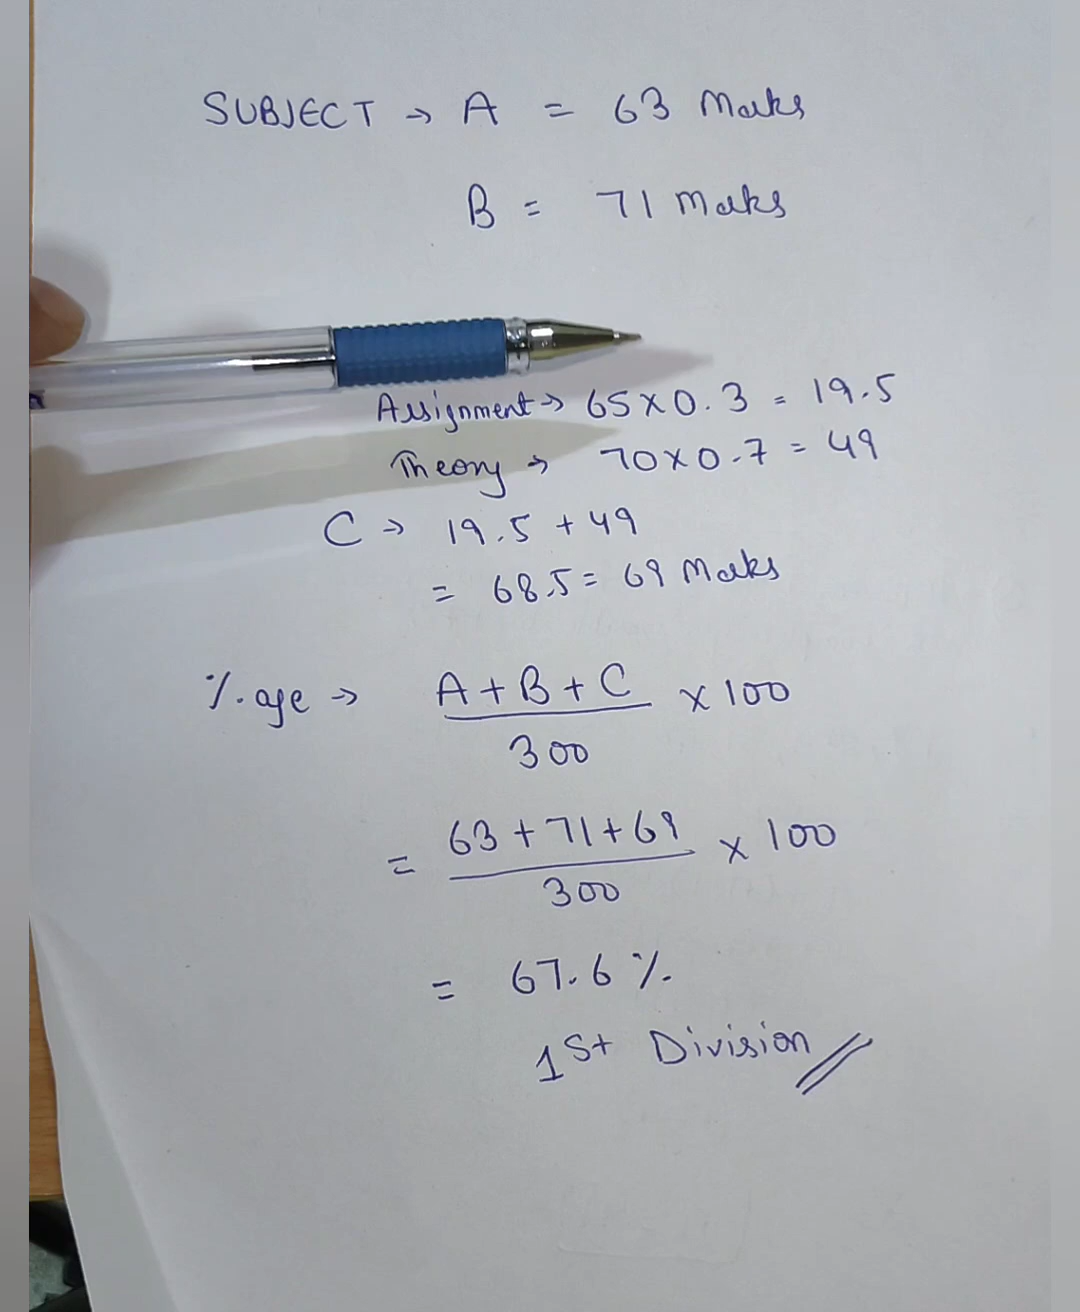 SUBJECT → A = 63 Marks
B = 71 Marks
Assignment → 65 x 0.3 = 19.5
Theory → 70 x 0.7 = 49
C → 19.5 + 49
= 68.5 = 69 Marks
%age → A + B + C / 300 x 100
= 63 + 71 + 69 / 300 x 100
= 67.6 %
1st Division